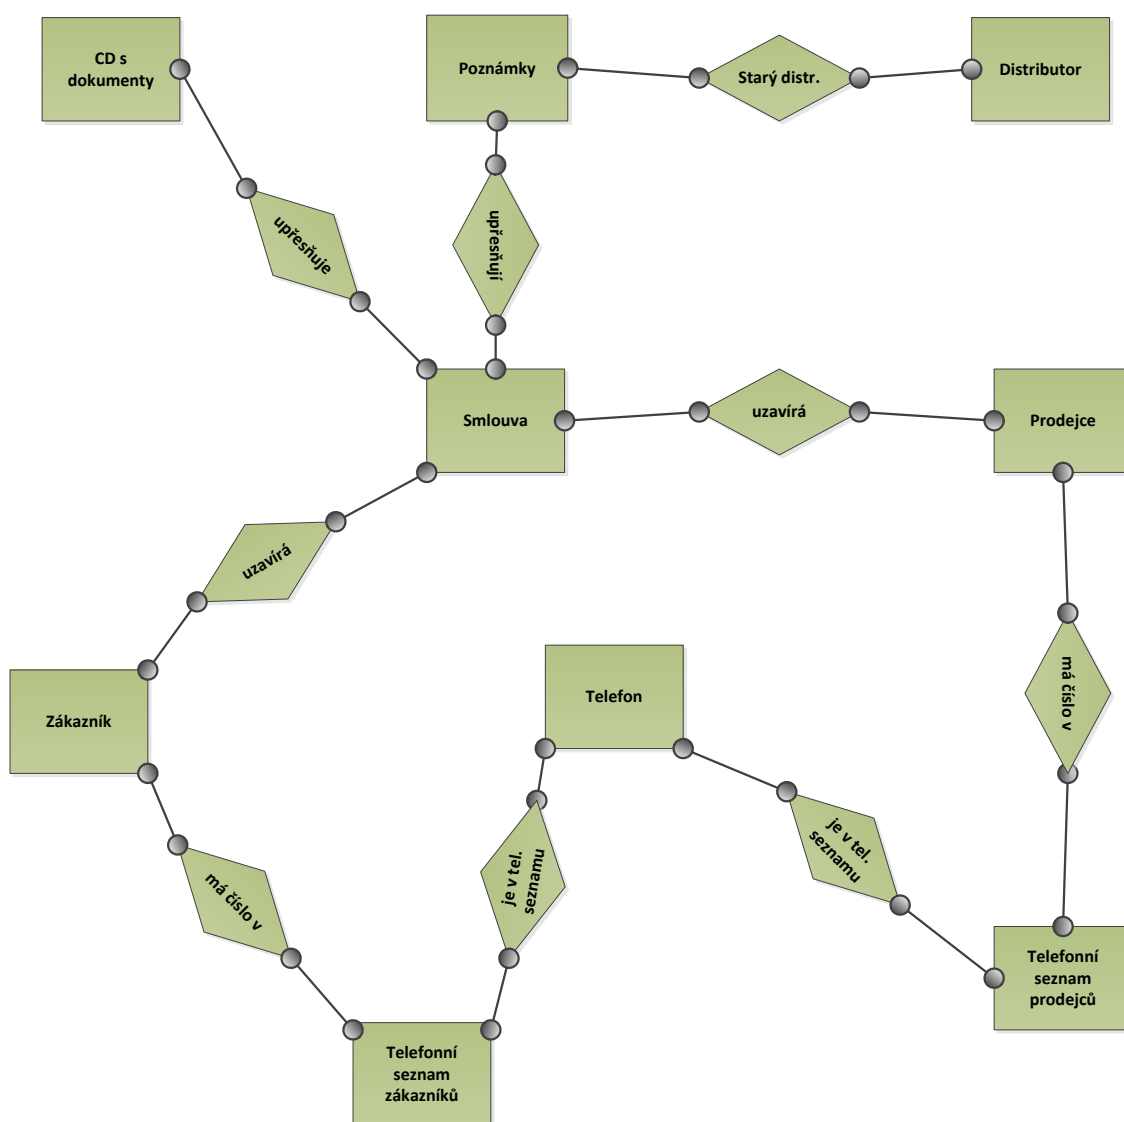 CD s
dokumenty
Poznámky
Starý distr.
Distributor
upřesňuje
upřesňují
Smlouva
uzavírá
Prodejce
uzavírá
Zákazník
Telefon
má číslo v
má číslo v
je v tel.
seznamu
je v tel.
seznamu
Telefonní
seznam
prodejců
Telefonní
seznam
zákazníků